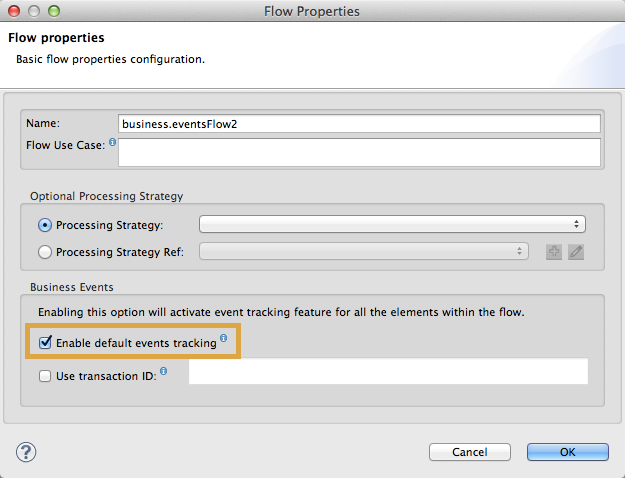 Flow Properties
Flow properties
Basic flow properties configuration.
Name: business.eventsFlow2
Flow Use Case:
Optional Processing Strategy
Processing Strategy:
Processing Strategy Ref:
Business Events
Enabling this option will activate event tracking feature for all the elements within the flow.
Enable default events tracking
Use transaction ID:
? Cancel OK